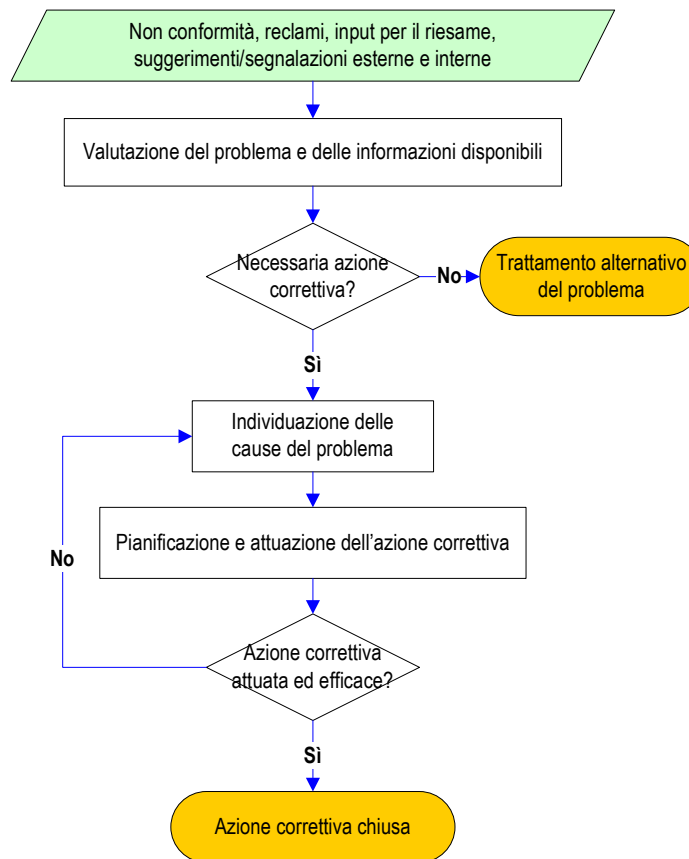 Non conformità, reclami, input per il riesame,
suggerimenti/segnalazioni esterne e interne
Valutazione del problema e delle informazioni disponibili
Necessaria azione
correttiva?
No
Trattamento alternativo
del problema
Sì
Individuazione delle
cause del problema
Pianificazione e attuazione dell’azione correttiva
No
Azione correttiva
attuata ed efficace?
Sì
Azione correttiva chiusa